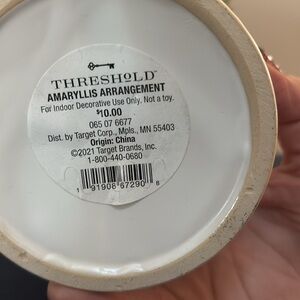 THRESHOLD
AMARYLLIS ARRANGEMENT
For Indoor Decorative Use Only. Not a toy.
$10.00
065 07 6677
Dist. by Target Corp., Mpls., MN 55403
Origin: China
©2021 Target Brands, Inc.
1-800-440-0680
1 91908 67290 6